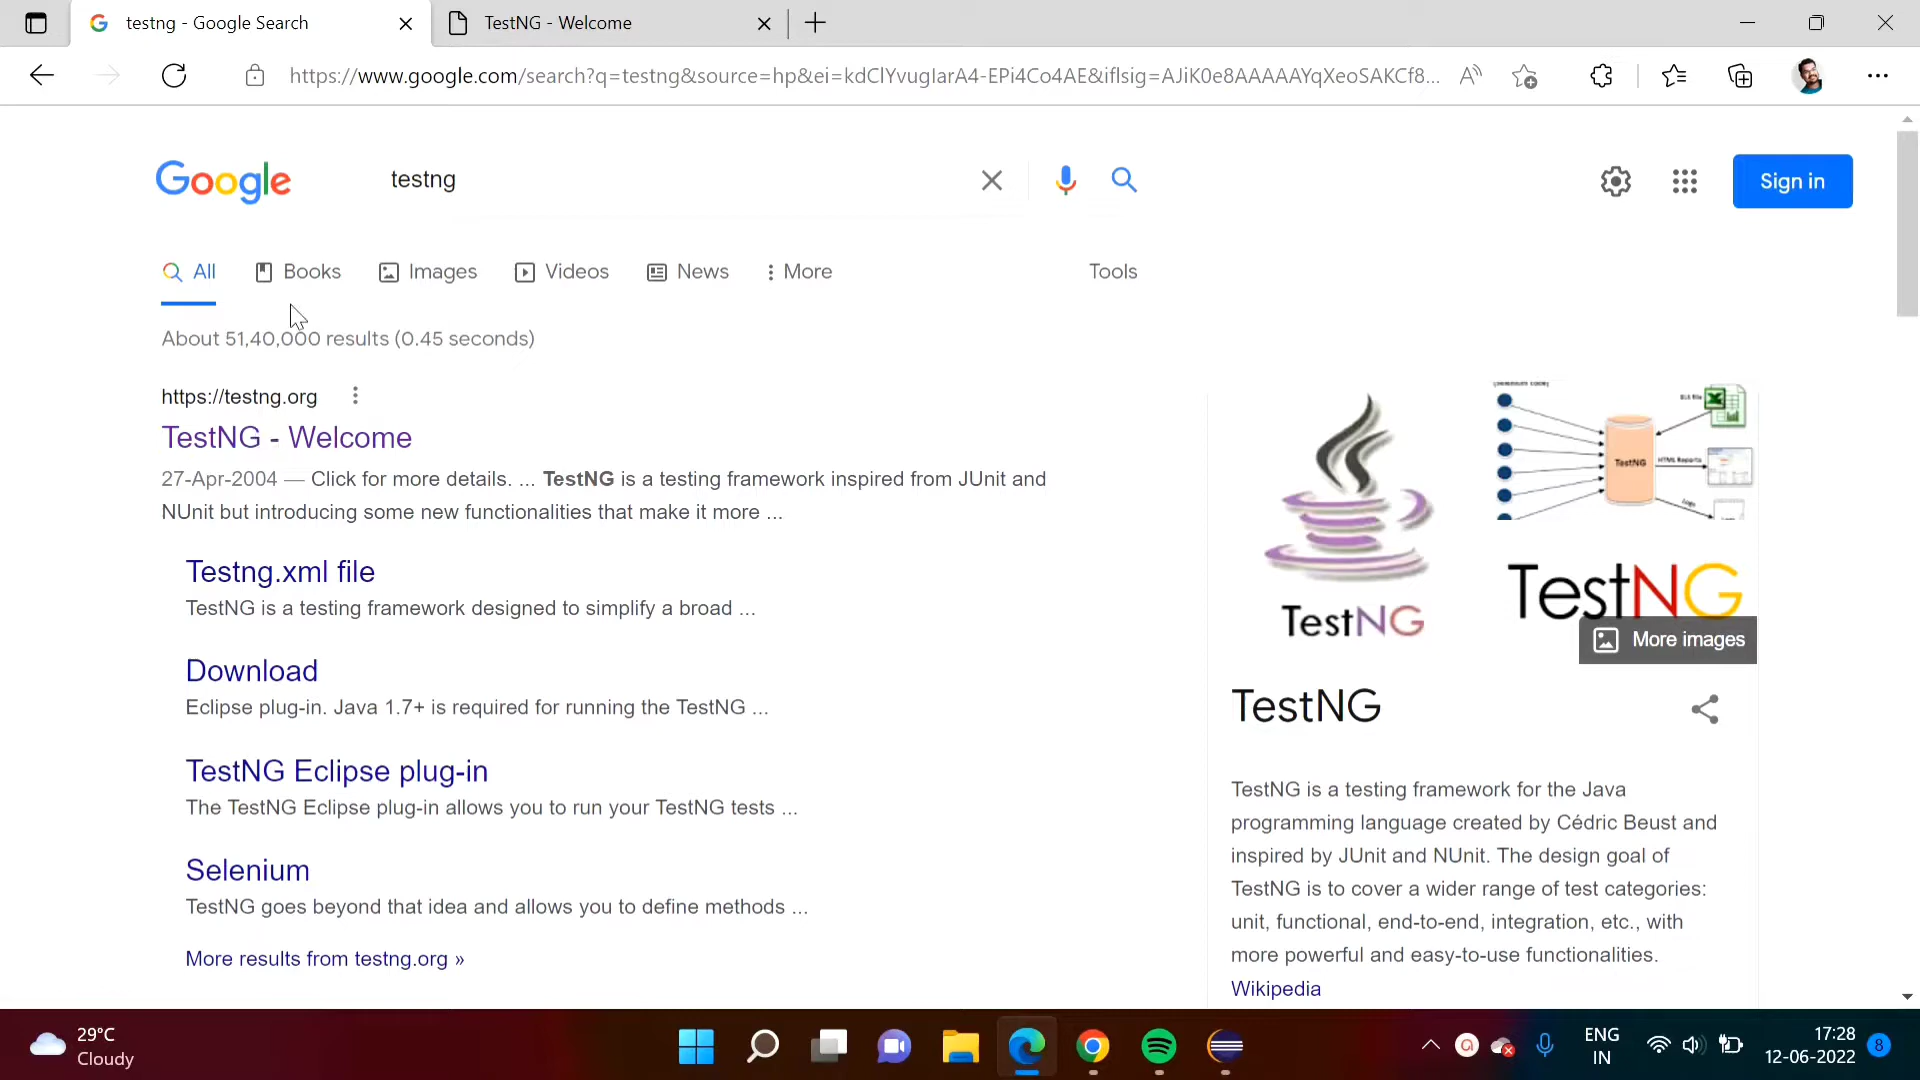 testng - Google Search
TestNG - Welcome
https://www.google.com/search?q=testng&source=hp&ei=kdClYvugIarA4-EPi4Co4AE&iflsig=AJiK0e8AAAAAYqXeoSAKCf8...
Google
testng
Sign in
All
Books
Images
Videos
News
More
Tools
About 51,40,000 results (0.45 seconds)
https://testng.org
TestNG - Welcome
27-Apr-2004 — Click for more details. ... TestNG is a testing framework inspired from JUnit and
NUnit but introducing some new functionalities that make it more ...
Testng.xml file
TestNG is a testing framework designed to simplify a broad ...
Download
Eclipse plug-in. Java 1.7+ is required for running the TestNG ...
TestNG Eclipse plug-in
The TestNG Eclipse plug-in allows you to run your TestNG tests ...
Selenium
TestNG goes beyond that idea and allows you to define methods ...
More results from testng.org »
TestNG
TestNG
HTML Reports
Logs
TestNG
More images
TestNG
TestNG is a testing framework for the Java
programming language created by Cédric Beust and
inspired by JUnit and NUnit. The design goal of
TestNG is to cover a wider range of test categories:
unit, functional, end-to-end, integration, etc., with
more powerful and easy-to-use functionalities.
Wikipedia
29°C
Cloudy
ENG
IN
17:28
12-06-2022
8